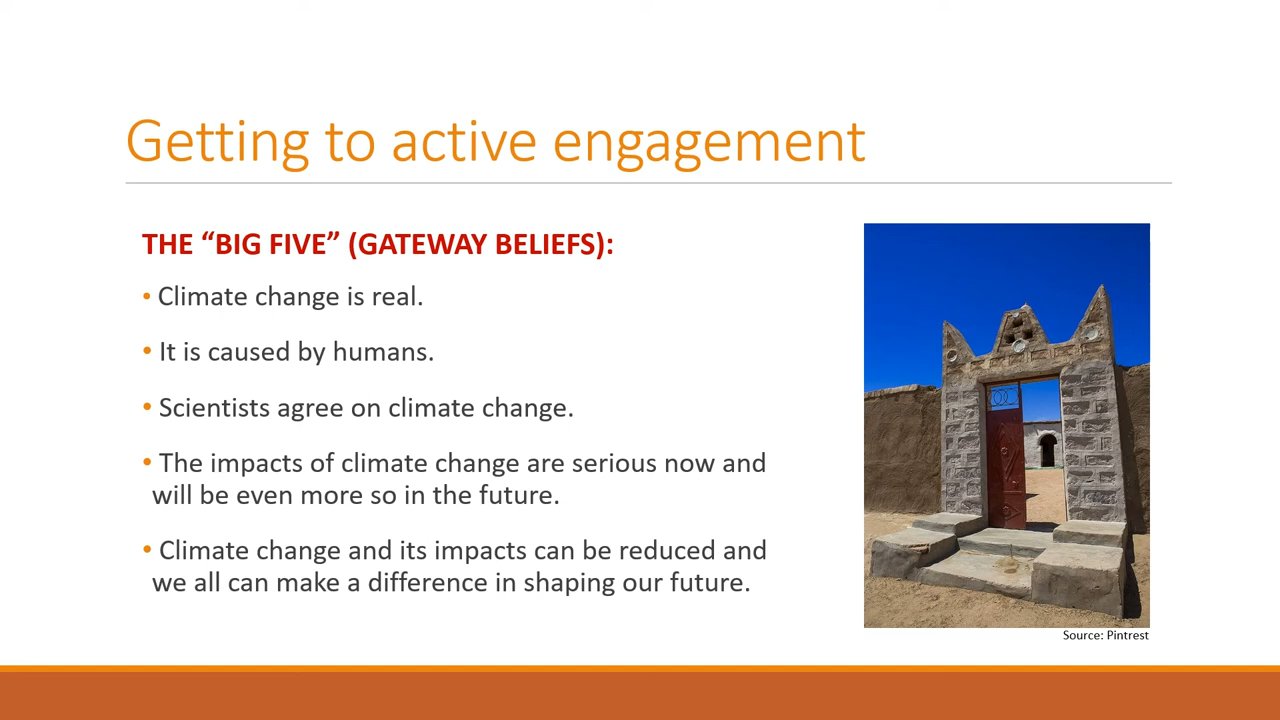 Getting to active engagement
THE “BIG FIVE” (GATEWAY BELIEFS):
• Climate change is real.
• It is caused by humans.
• Scientists agree on climate change.
• The impacts of climate change are serious now and
will be even more so in the future.
• Climate change and its impacts can be reduced and
we all can make a difference in shaping our future.
Source: Pintrest